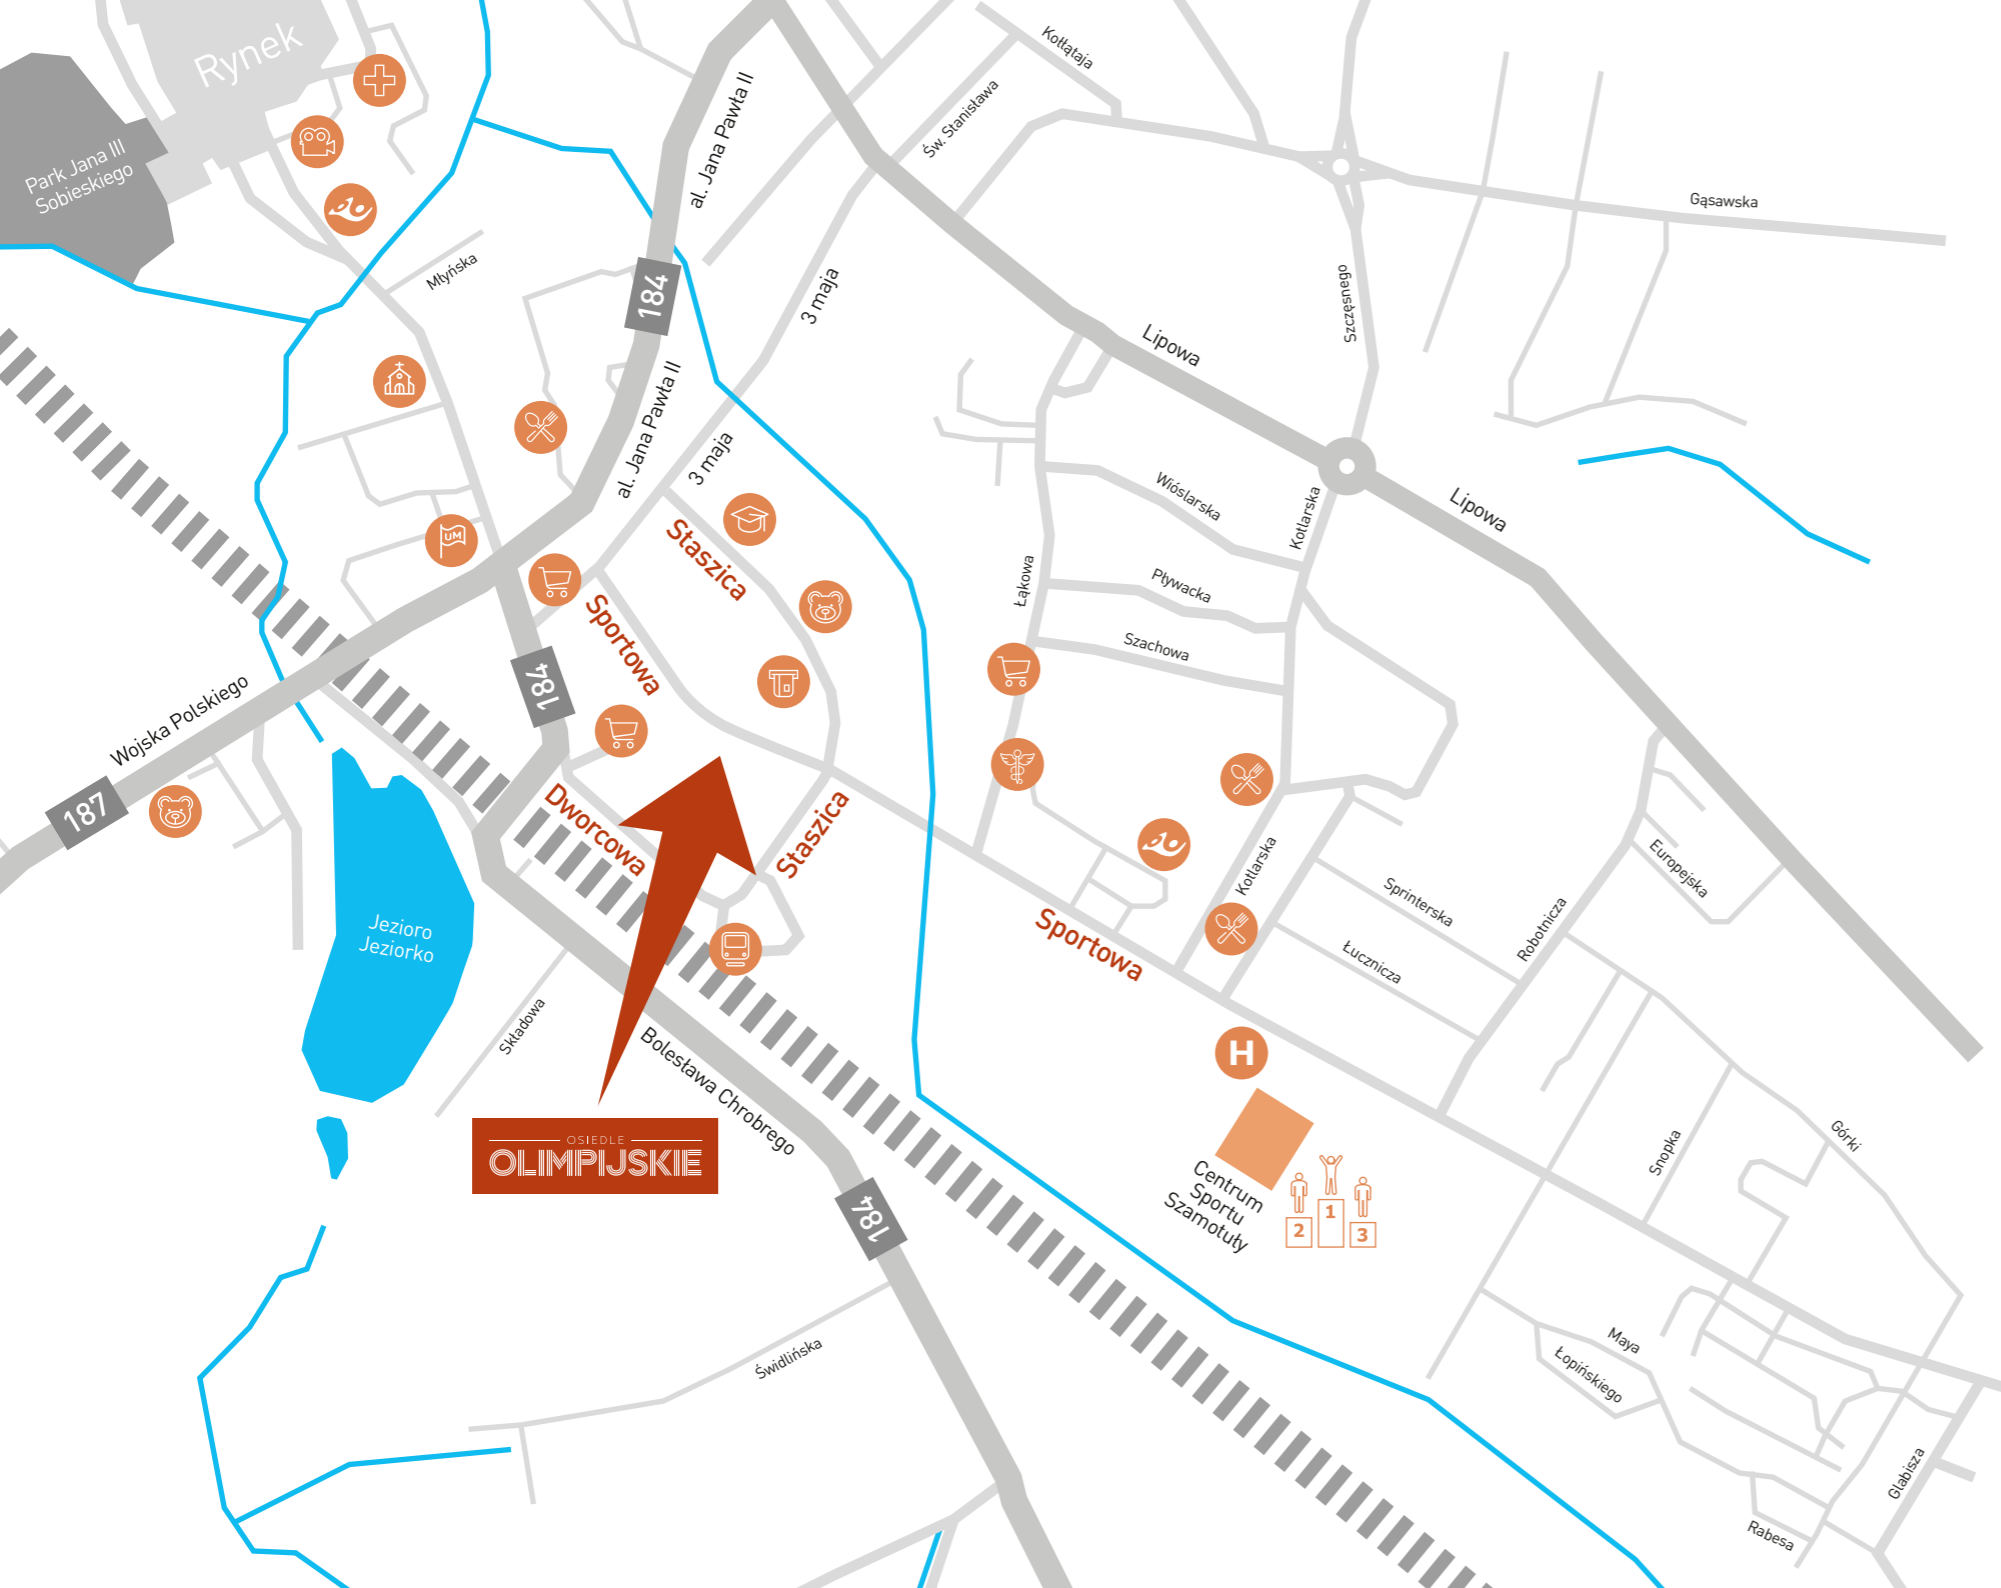 Rynek
Kołłątaja
al. Jana Pawła II
Św. Stanisława
Park Jana III
Sobieskiego
Gąsawska
Młyńska
184
3 maja
Szczęsnego
Lipowa
al. Jana Pawła II
3 maja
Wióslarska
Kotlarska
Lipowa
UM
Staszica
Łąkowa
Pływacka
Sportowa
Szachowa
184
Wojska Polskiego
187
Dworcowa
Staszica
Kotlarska
Europejska
Sprinterska
Robotnicza
Jezioro
Jeziorko
Sportowa
Łucznicza
Składowa
Bolesława Chrobrego
H
OSIEDLE
OLIMPIJSKIE
Centrum
Sportu
Szamotuły
1
2
3
Snopka
Górki
184
Świdlińska
Maya
Łopińskiego
Glabisza
Rabesa